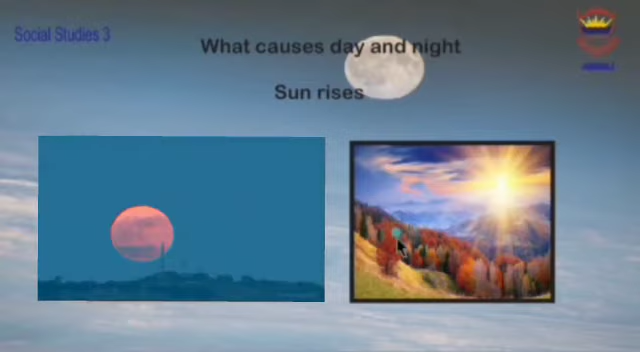 Social Studies 3
What causes day and night
Sun rises